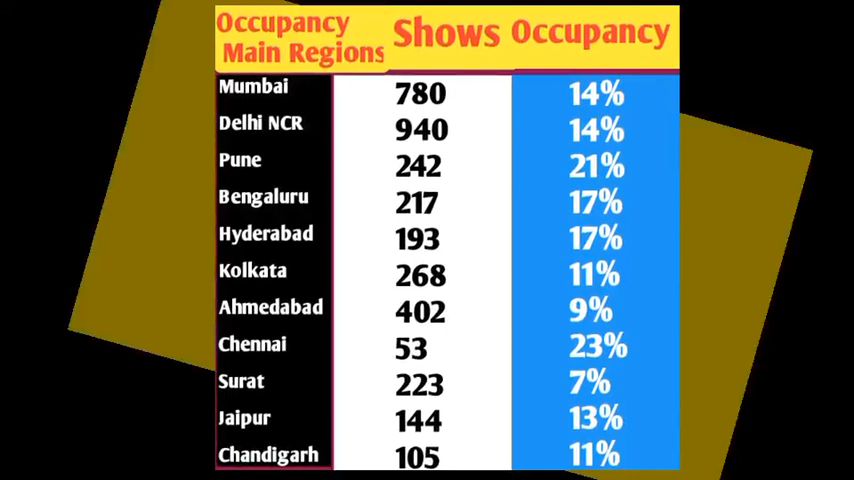 Occupancy Main Regions Shows Occupancy
Mumbai 780 14%
Delhi NCR 940 14%
Pune 242 21%
Bengaluru 217 17%
Hyderabad 193 17%
Kolkata 268 11%
Ahmedabad 402 9%
Chennai 53 23%
Surat 223 7%
Jaipur 144 13%
Chandigarh 105 11%